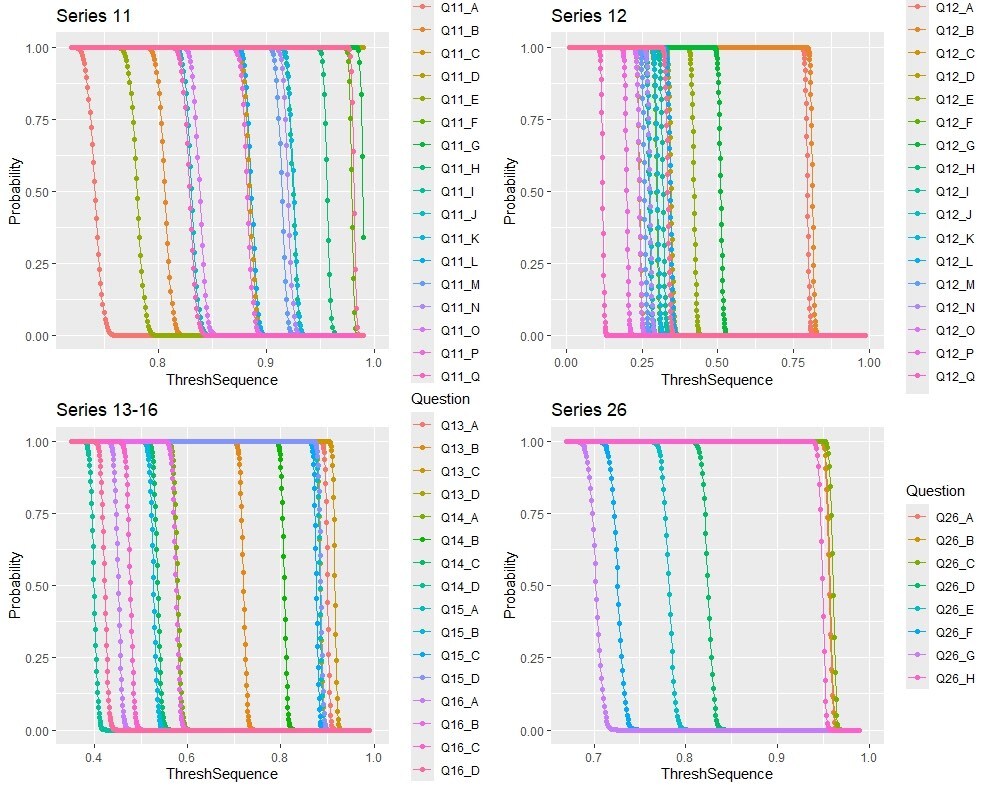 Series 11
1.00
0.75
0.50
0.25
0.00
Probability
0.8
0.9
1.0
ThreshSequence
Q11_A
Q11_B
Q11_C
Q11_D
Q11_E
Q11_F
Q11_G
Q11_H
Q11_I
Q11_J
Q11_K
Q11_L
Q11_M
Q11_N
Q11_O
Q11_P
Q11_Q
Series 12
1.00
0.75
0.50
0.25
0.00
Probability
0.00
0.25
0.50
0.75
1.00
ThreshSequence
Q12_A
Q12_B
Q12_C
Q12_D
Q12_E
Q12_F
Q12_G
Q12_H
Q12_I
Q12_J
Q12_K
Q12_L
Q12_M
Q12_N
Q12_O
Q12_P
Q12_Q
Series 13-16
1.00
0.75
0.50
0.25
0.00
Probability
0.4
0.6
0.8
1.0
ThreshSequence
Question
Q13_A
Q13_B
Q13_C
Q13_D
Q14_A
Q14_B
Q14_C
Q14_D
Q15_A
Q15_B
Q15_C
Q15_D
Q16_A
Q16_B
Q16_C
Q16_D
Series 26
1.00
0.75
0.50
0.25
0.00
Probability
0.7
0.8
0.9
1.0
ThreshSequence
Question
Q26_A
Q26_B
Q26_C
Q26_D
Q26_E
Q26_F
Q26_G
Q26_H